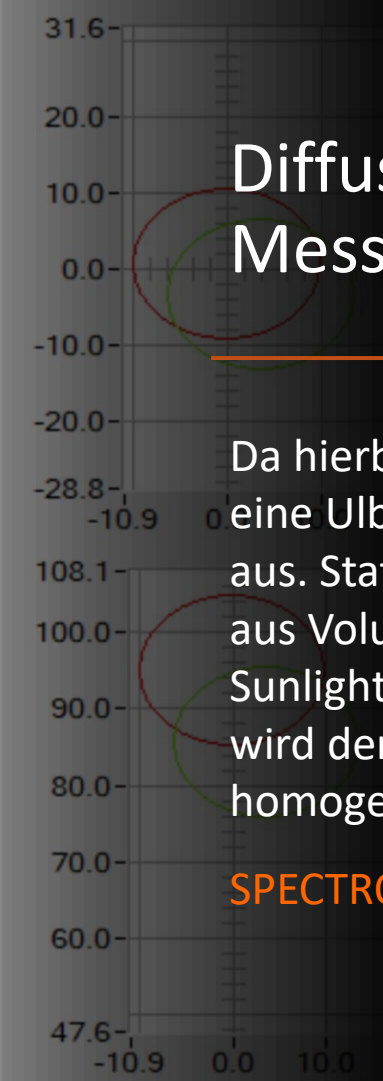 31.6
20.0
10.0
0.0
-10.0
-20.0
-28.8
-10.9
108.1
100.0
90.0
80.0
70.0
60.0
47.6
-10.9 0.0 10.0
Diffus
Mess
Da hierb
eine Ulb
aus. Stat
aus Volu
Sunlight
wird der
homoge
SPECTRO